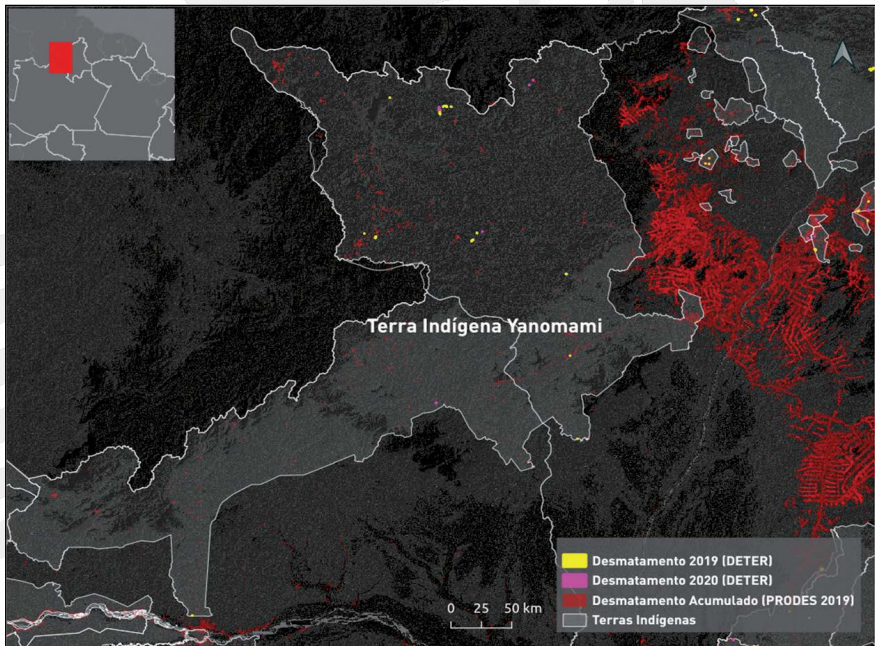 Terra Indígena Yanomami
Desmatamento 2019 (DETER)
Desmatamento 2020 (DETER)
Desmatamento Acumulado (PRODES 2019)
Terras Indígenas
0 25 50 km